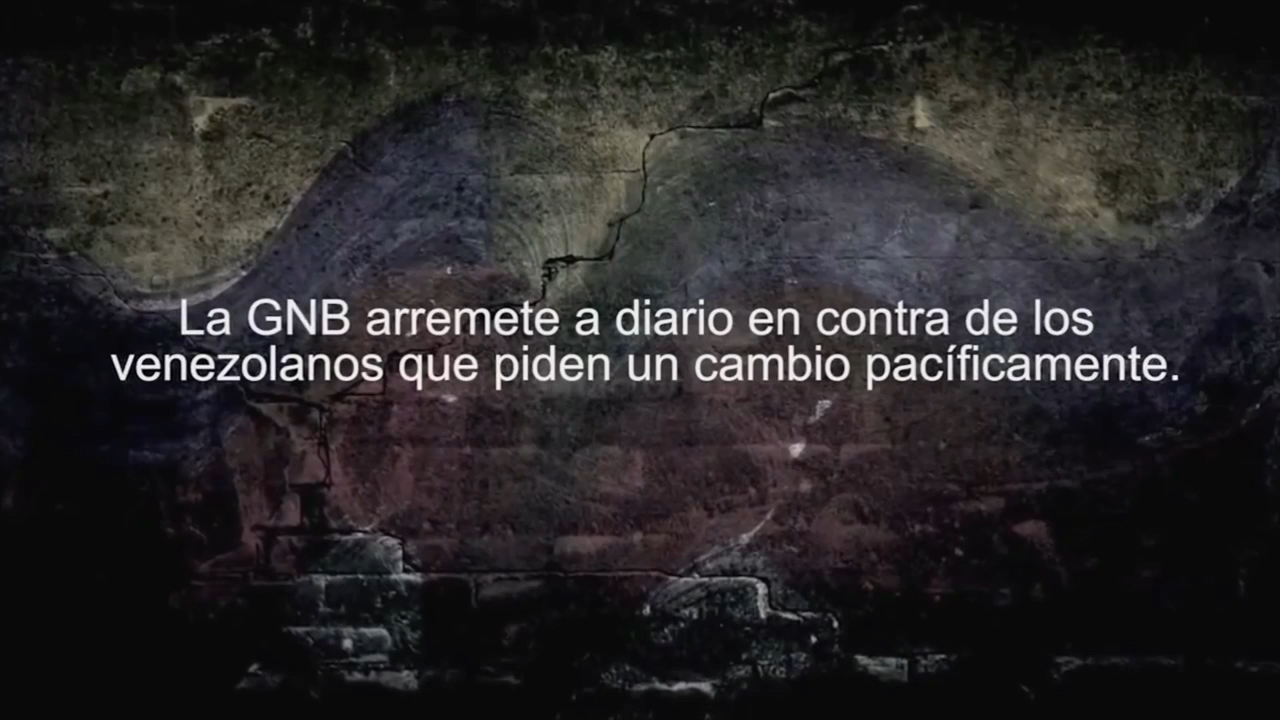 La GNB arremete a diario en contra de los
venezolanos que piden un cambio pacíficamente.